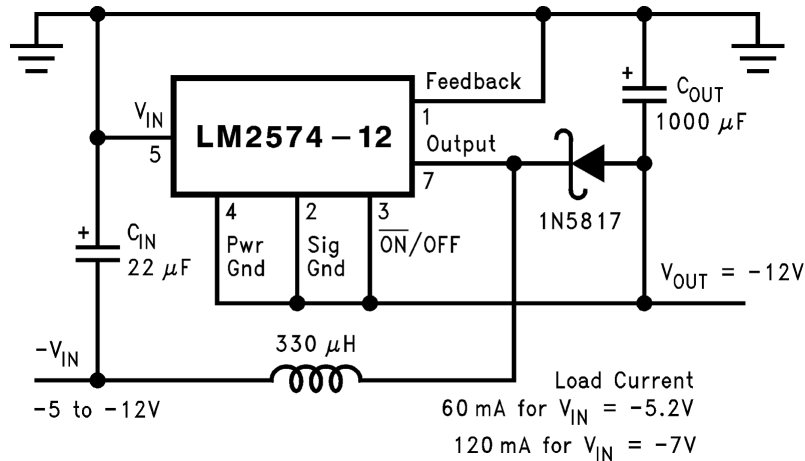 Feedback
1
+
C_OUT
1000 μF
V_IN
5
LM2574-12
Output
7
1N5817
4
2
3
Pwr
Gnd
Sig
Gnd
O̅N̅/OFF
+
C_IN
22 μF
V_OUT = -12V
330 μH
-V_IN
-5 to -12V
Load Current
60 mA for V_IN = -5.2V
120 mA for V_IN = -7V